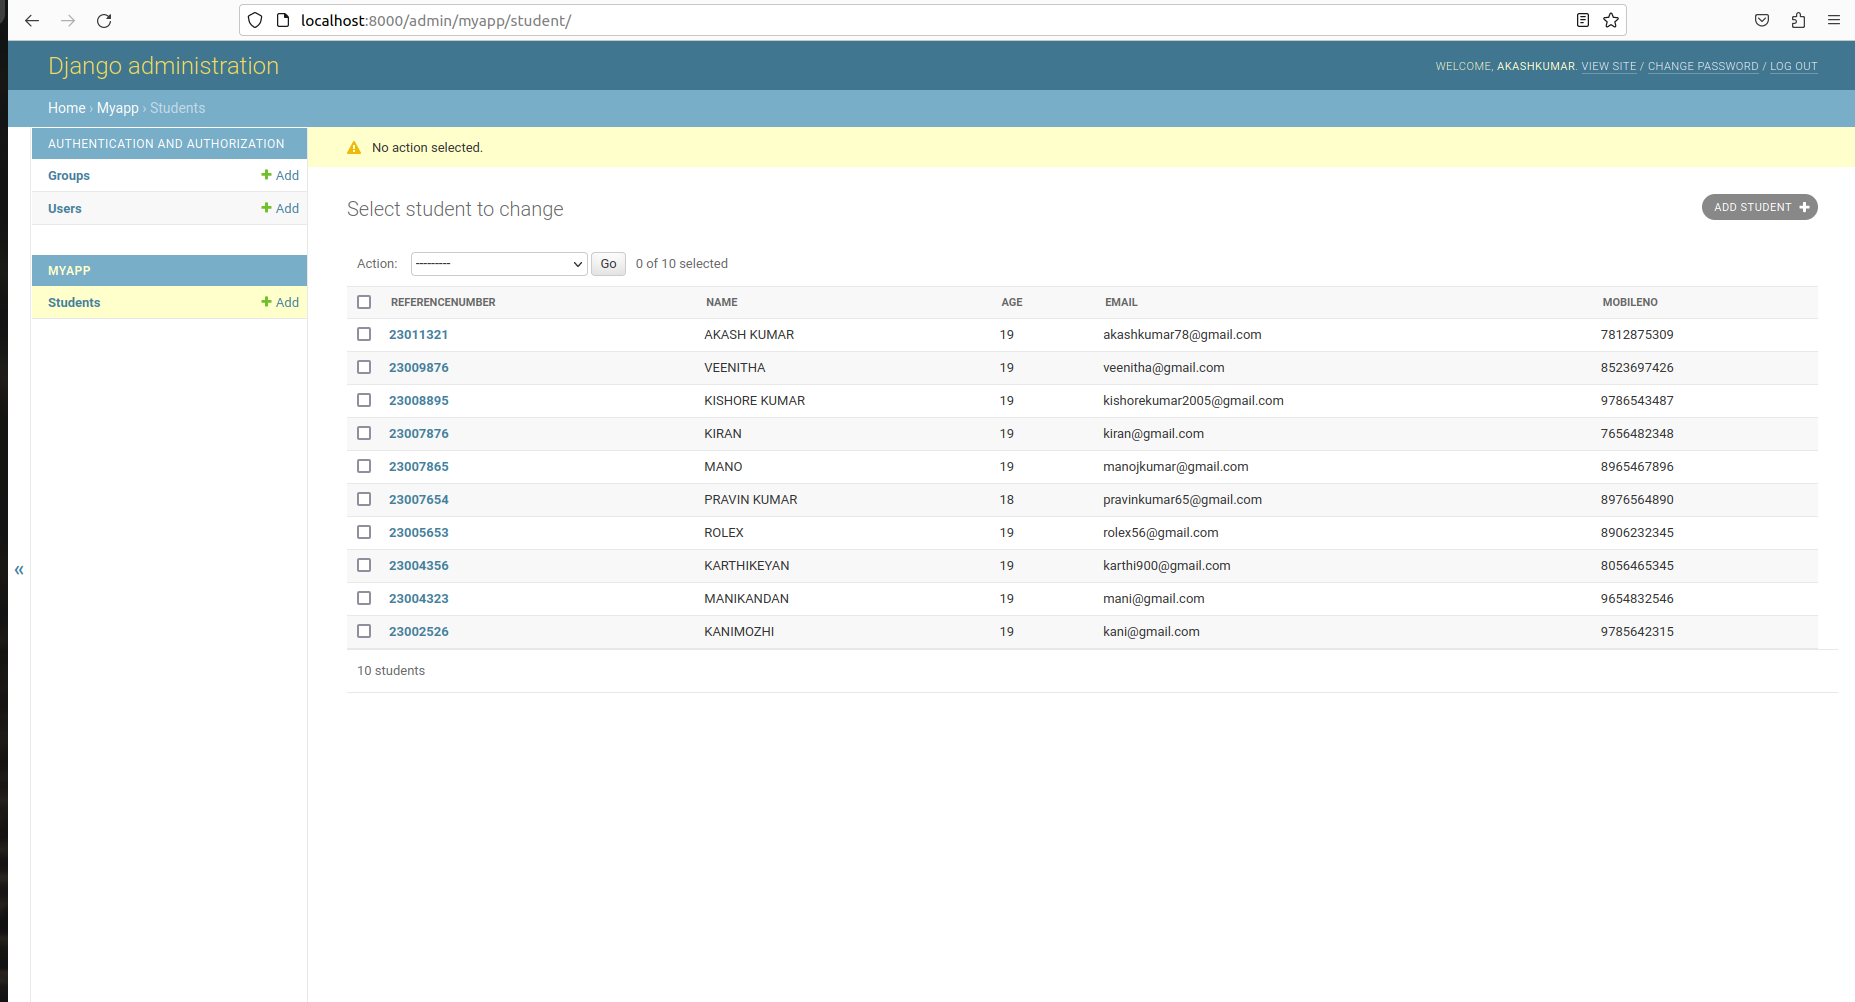 localhost:8000/admin/myapp/student/
Django administration
WELCOME, AKASHKUMAR. VIEW SITE / CHANGE PASSWORD / LOG OUT
Home › Myapp › Students
AUTHENTICATION AND AUTHORIZATION
Groups + Add
Users + Add
MYAPP
Students + Add
No action selected.
Select student to change
ADD STUDENT +
Action: --------- Go 0 of 10 selected
REFERENCENUMBER NAME AGE EMAIL MOBILENO
23011321 AKASH KUMAR 19 akashkumar78@gmail.com 7812875309
23009876 VEENITHA 19 veenitha@gmail.com 8523697426
23008895 KISHORE KUMAR 19 kishorekumar2005@gmail.com 9786543487
23007876 KIRAN 19 kiran@gmail.com 7656482348
23007865 MANO 19 manojkumar@gmail.com 8965467896
23007654 PRAVIN KUMAR 18 pravinkumar65@gmail.com 8976564890
23005653 ROLEX 19 rolex56@gmail.com 8906232345
23004356 KARTHIKEYAN 19 karthi900@gmail.com 8056465345
23004323 MANIKANDAN 19 mani@gmail.com 9654832546
23002526 KANIMOZHI 19 kani@gmail.com 9785642315
10 students
«